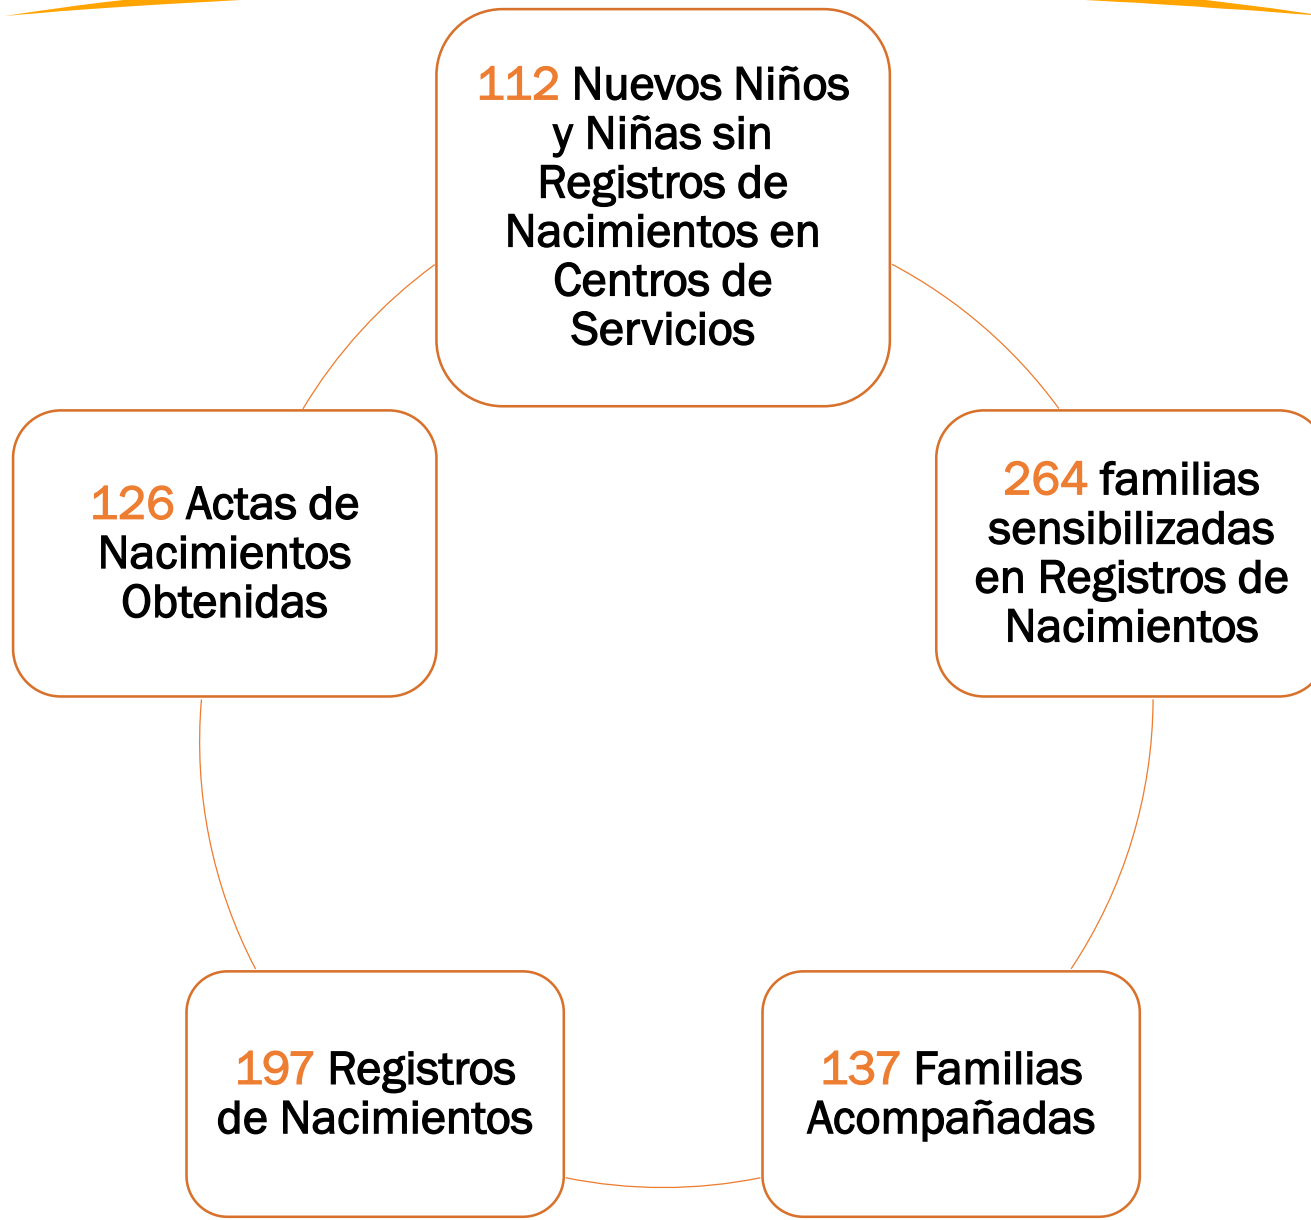 112 Nuevos Niños
y Niñas sin
Registros de
Nacimientos en
Centros de
Servicios
264 familias
sensibilizadas
en Registros de
Nacimientos
137 Familias
Acompañadas
197 Registros
de Nacimientos
126 Actas de
Nacimientos
Obtenidas